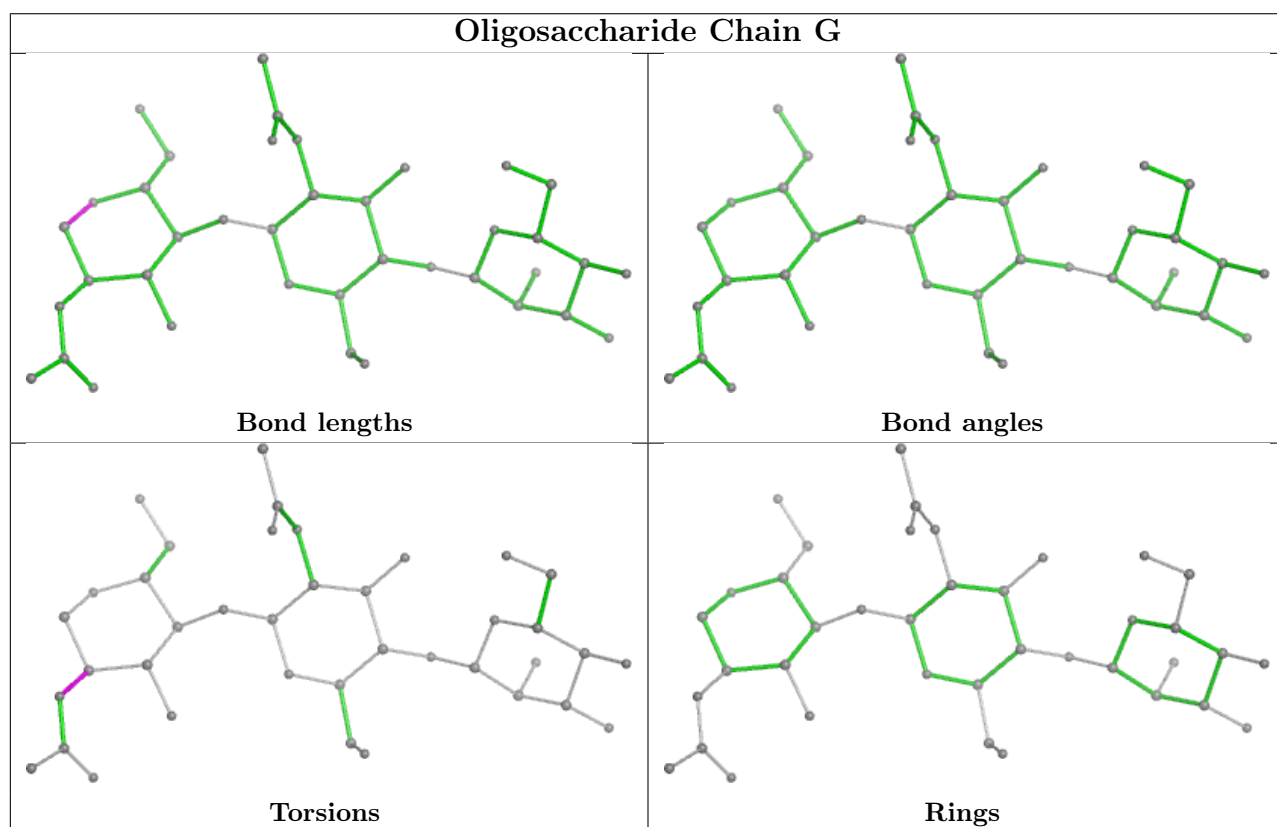 Oligosaccharide Chain G
Bond lengths
Bond angles
Torsions
Rings